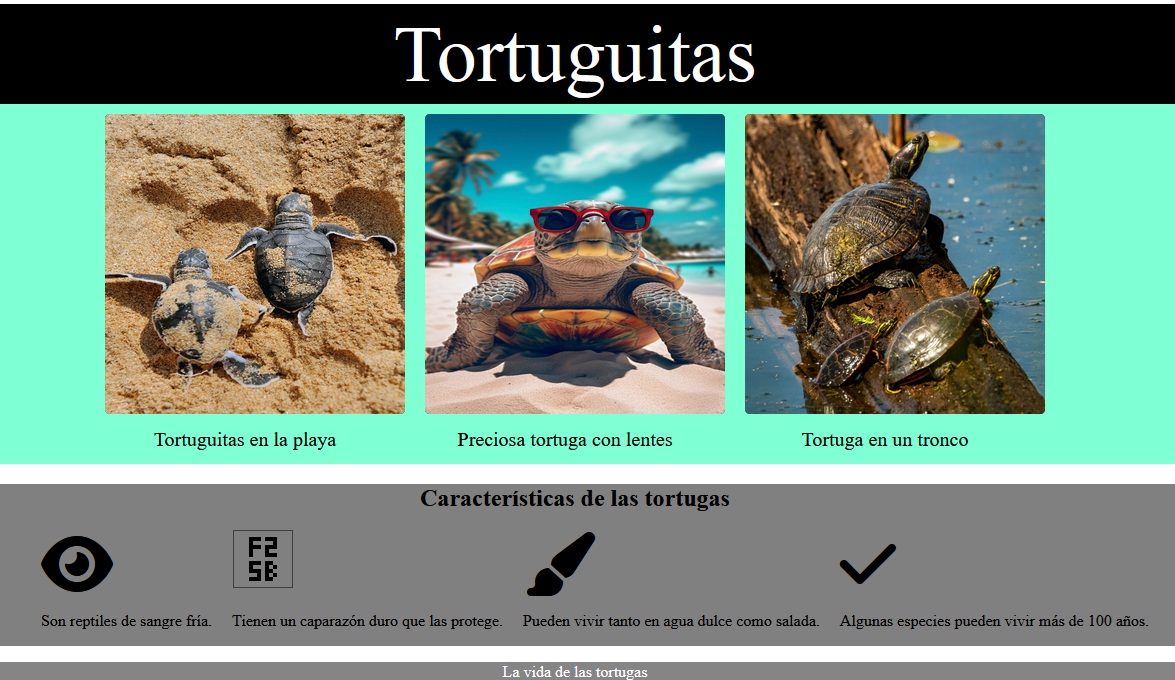 Tortuguitas
Tortuguitas en la playa
Preciosa tortuga con lentes
Tortuga en un tronco
Características de las tortugas
F2
5B
Son reptiles de sangre fría.
Tienen un caparazón duro que las protege.
Pueden vivir tanto en agua dulce como salada.
Algunas especies pueden vivir más de 100 años.
La vida de las tortugas